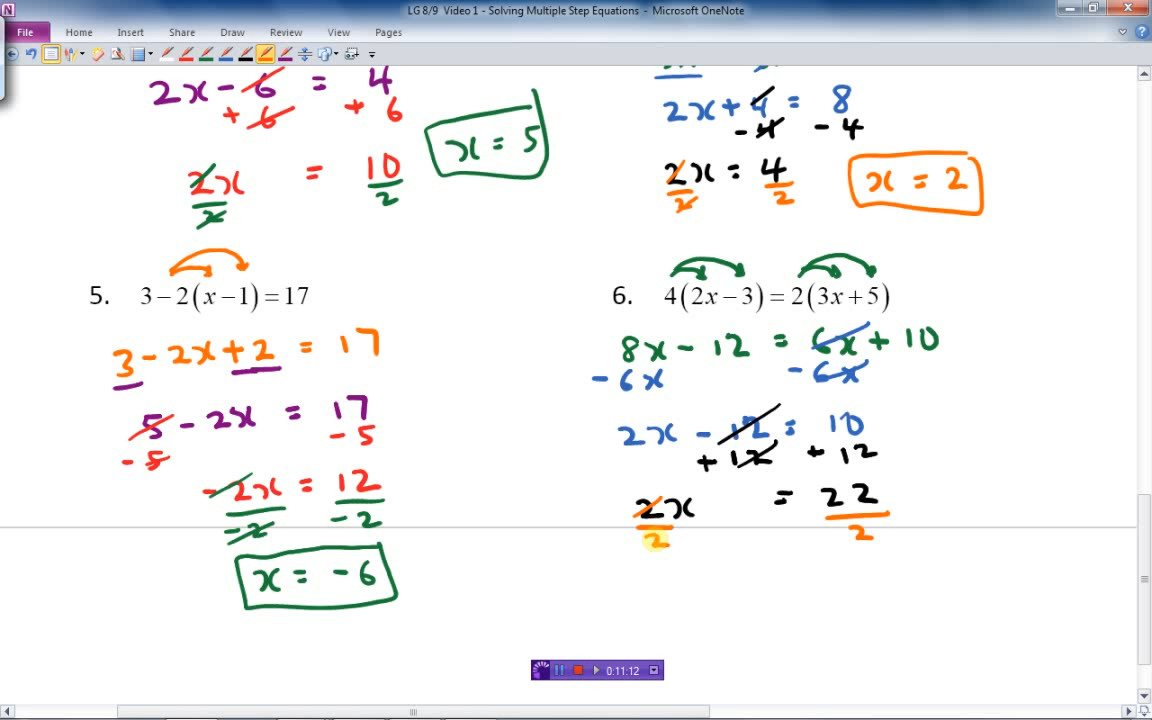 LG 8/9 Video 1 - Solving Multiple Step Equations - Microsoft OneNote
File Home Insert Share Draw Review View Pages
2x - 6 = 4
+ 6 + 6
2x = 10
2 2
x = 5
2x + 4 = 8
- 4 - 4
2x = 4
2 2
x = 2
5. 3 − 2(x − 1) = 17
3 - 2x + 2 = 17
5 - 2x = 17
- 5 - 5
- 2x = 12
- 2 - 2
x = - 6
6. 4(2x − 3) = 2(3x + 5)
8x - 12 = 6x + 10
- 6x - 6x
2x - 12 = 10
+ 12 + 12
2x = 22
2 2
0:11:12